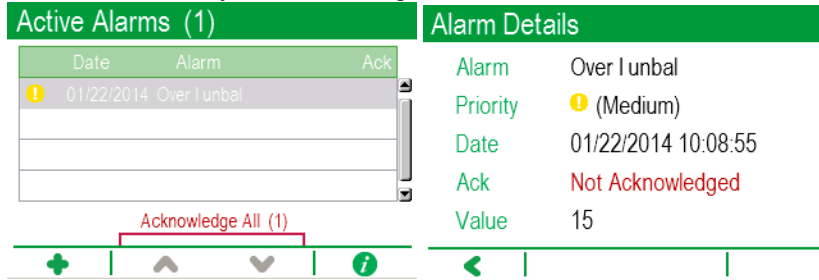 Active Alarms (1)
Date Alarm Ack
01/22/2014 Over I unbal
Acknowledge All (1)
Alarm Details
Alarm Over I unbal
Priority (Medium)
Date 01/22/2014 10:08:55
Ack Not Acknowledged
Value 15